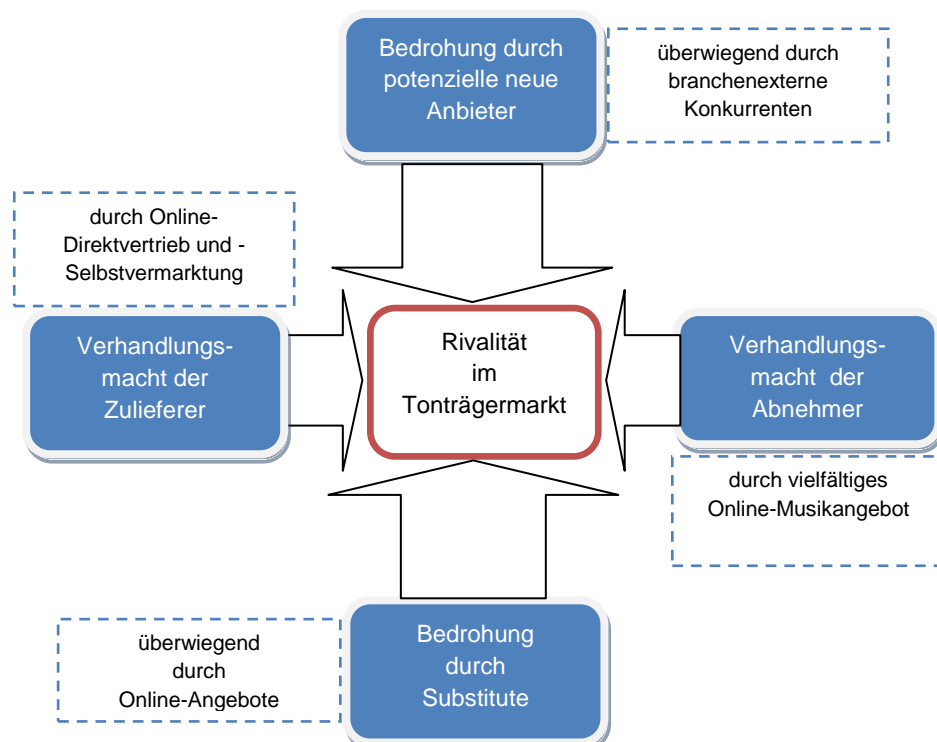 Bedrohung durch
potenzielle neue
Anbieter
überwiegend durch
branchenexterne
Konkurrenten
durch Online-
Direktvertrieb und -
Selbstvermarktung
Verhandlungs-
macht der
Zulieferer
Rivalität
im
Tonträgermarkt
Verhandlungs-
macht der
Abnehmer
durch vielfältiges
Online-Musikangebot
Bedrohung
durch
Substitute
überwiegend
durch
Online-Angebote